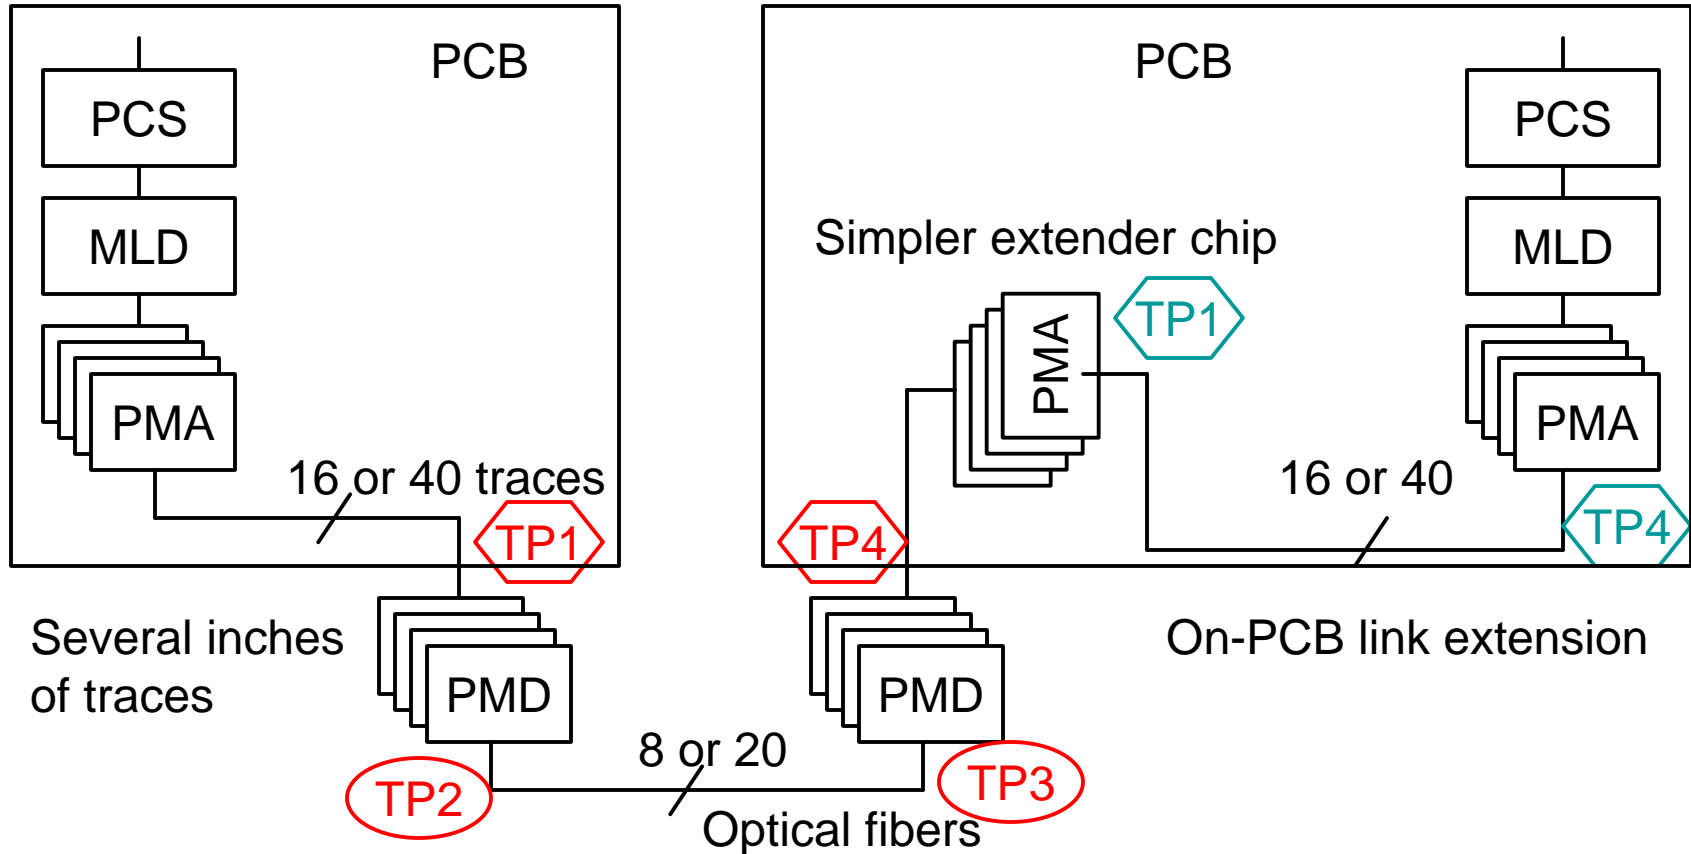 PCB
PCS
MLD
PMA
16 or 40 traces
TP1
Several inches
of traces
PMD
TP2
8 or 20
Optical fibers
PCB
PCS
MLD
Simpler extender chip
TP1
PMA
PMA
16 or 40
TP4
TP4
On-PCB link extension
PMD
TP3